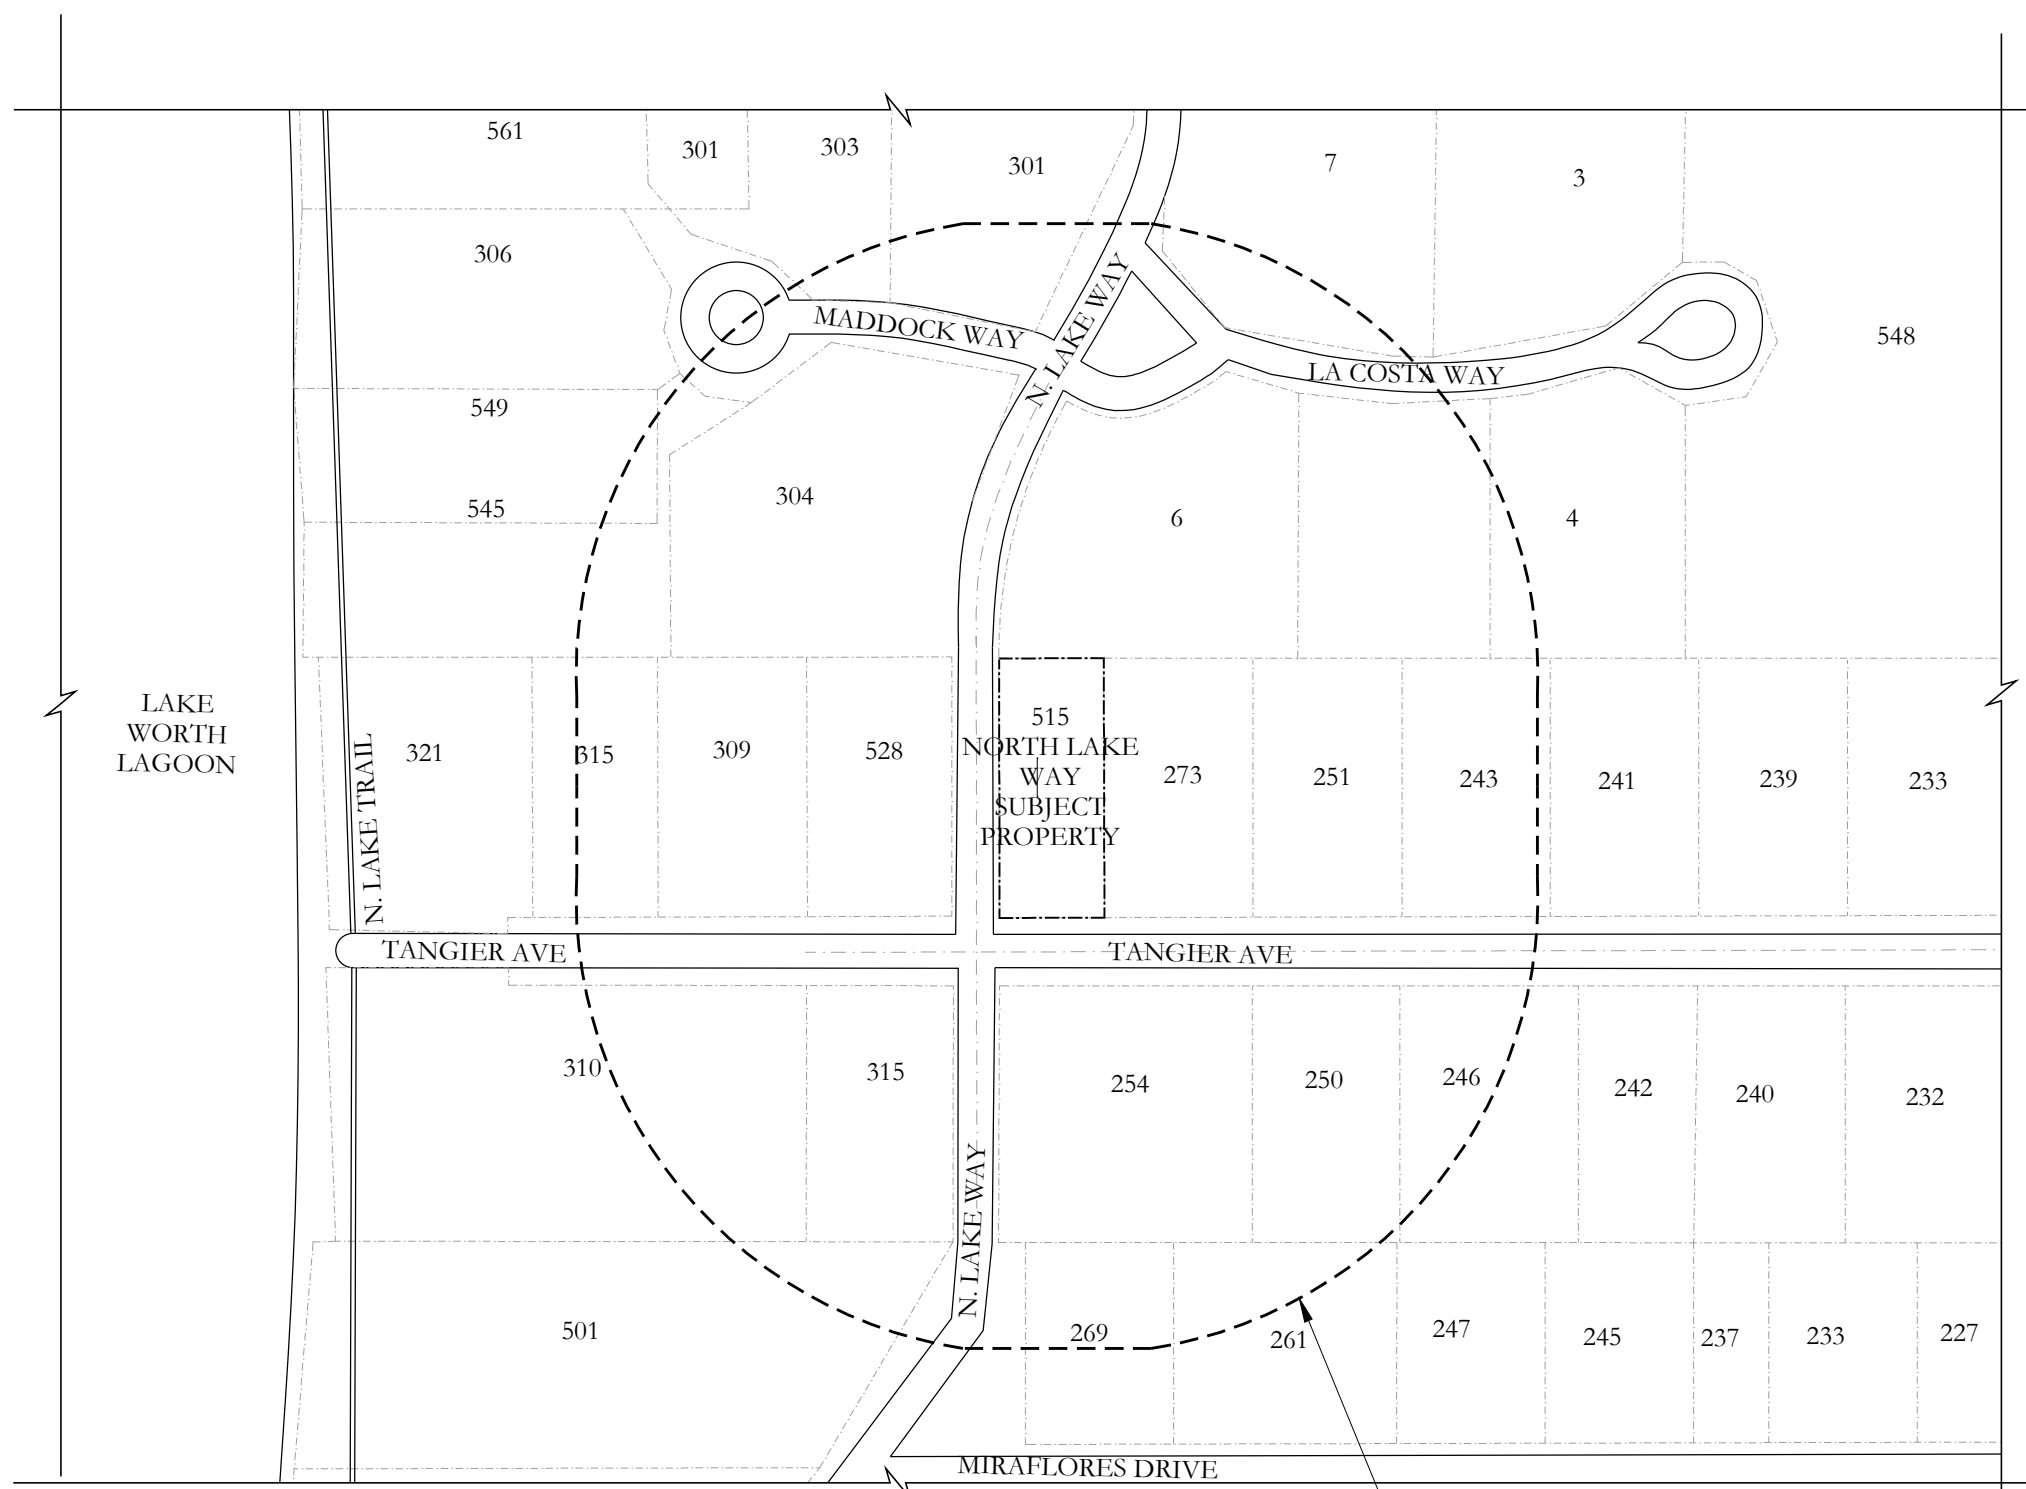 561
301
303
301
7
3
306
548
MADDOCK WAY
N. LAKE WAY
LA COSTA WAY
549
545
304
6
4
LAKE
WORTH
LAGOON
N. LAKE TRAIL
321
315
309
528
515
NORTH LAKE
WAY
SUBJECT
PROPERTY
273
251
243
241
239
233
TANGIER AVE
TANGIER AVE
310
315
254
250
246
242
240
232
N. LAKE WAY
501
269
261
247
245
237
233
227
MIRAFLORES DRIVE